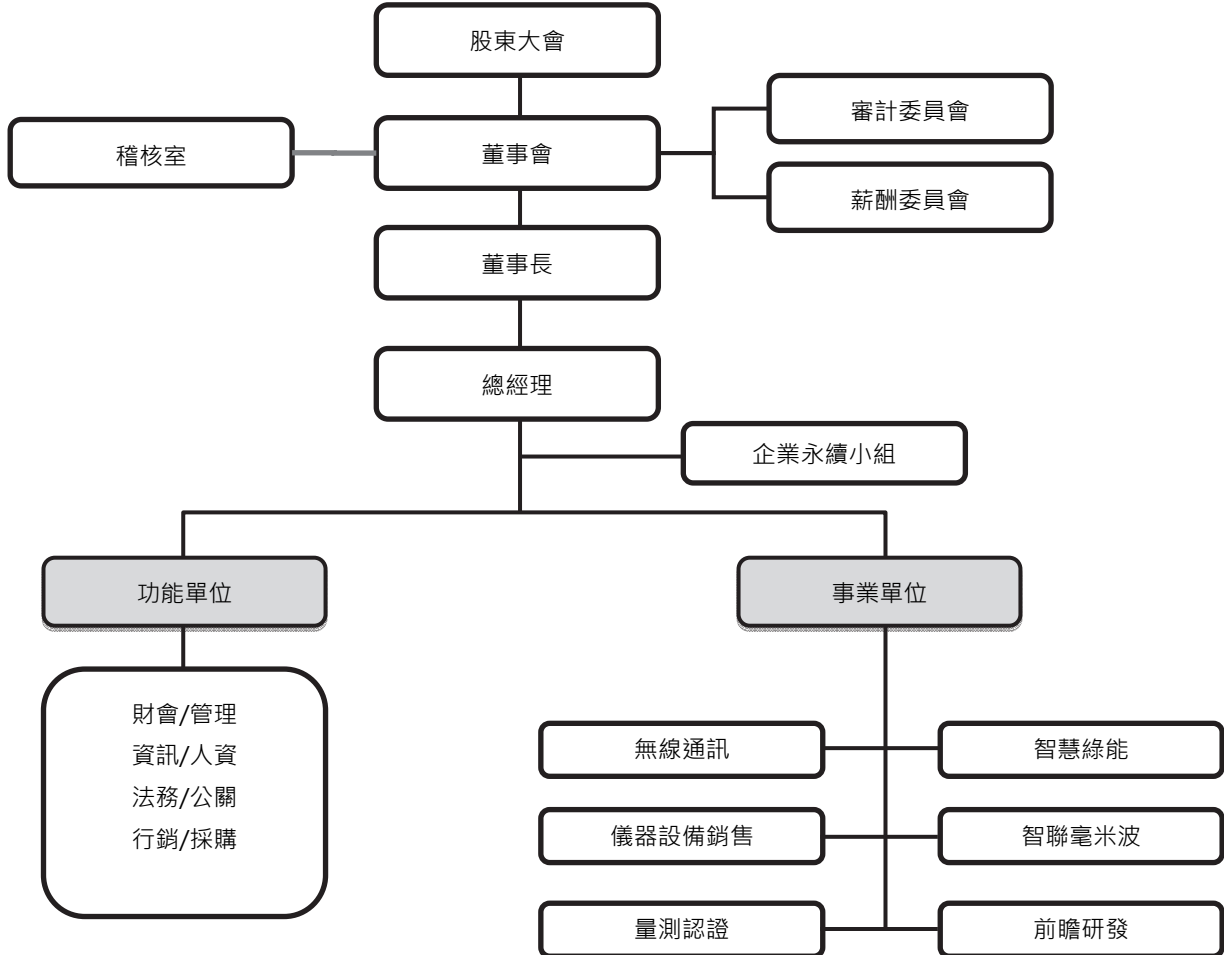 股東大會
審計委員會
稽核室
董事會
薪酬委員會
董事長
總經理
企業永續小組
功能單位
事業單位
財會/管理
資訊/人資
法務/公關
行銷/採購
無線通訊
智慧綠能
儀器設備銷售
智聯毫米波
量測認證
前瞻研發